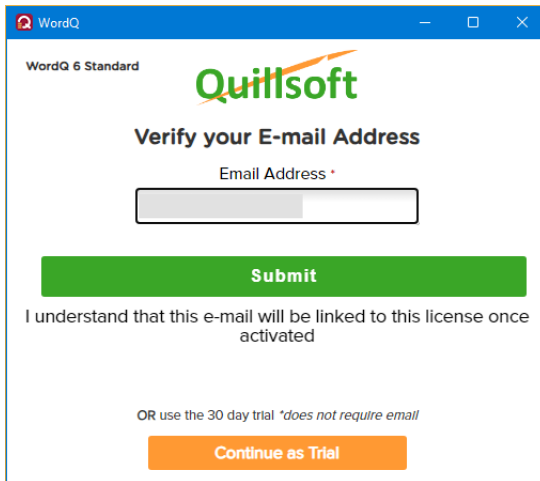 WordQ
WordQ 6 Standard
Quillsoft
Verify your E-mail Address
Email Address *
Submit
I understand that this e-mail will be linked to this license once
activated
OR use the 30 day trial *does not require email
Continue as Trial